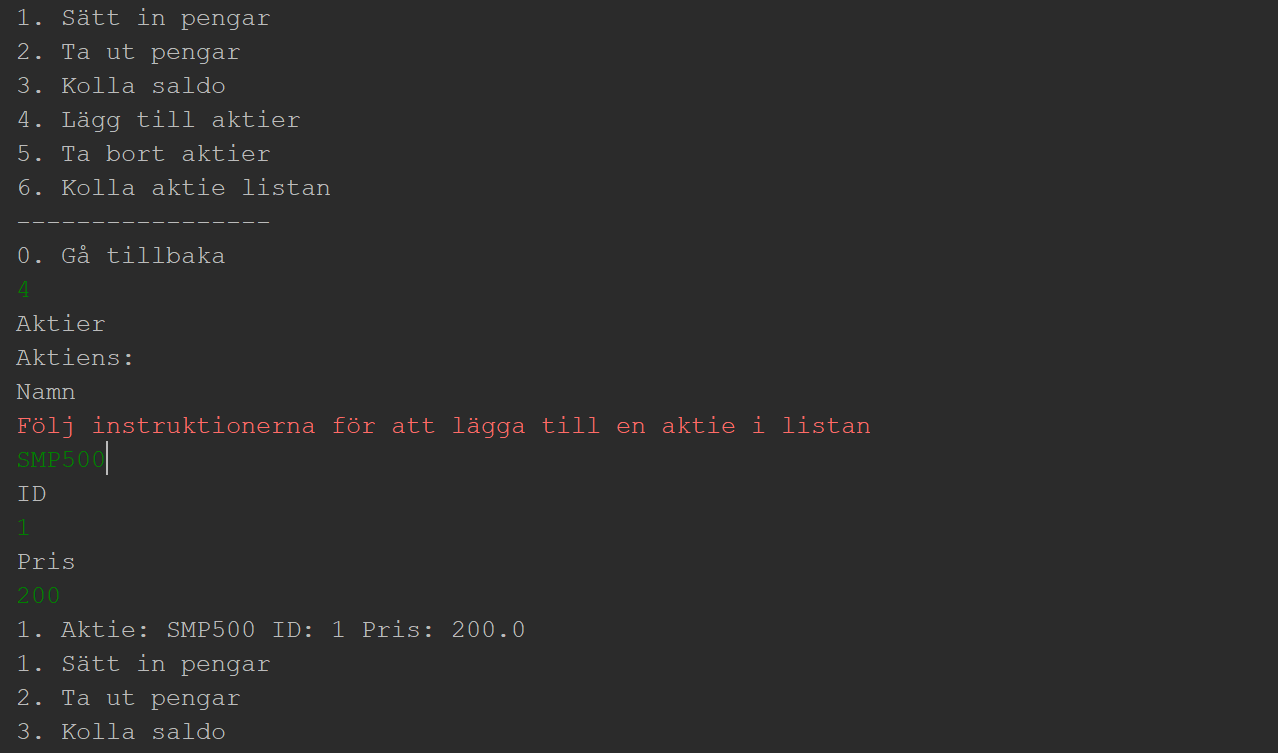 1. Sätt in pengar
2. Ta ut pengar
3. Kolla saldo
4. Lägg till aktier
5. Ta bort aktier
6. Kolla aktie listan
-----------------
0. Gå tillbaka
4
Aktier
Aktiens:
Namn
Följ instruktionerna för att lägga till en aktie i listan
SMP500
ID
1
Pris
200
1. Aktie: SMP500 ID: 1 Pris: 200.0
1. Sätt in pengar
2. Ta ut pengar
3. Kolla saldo